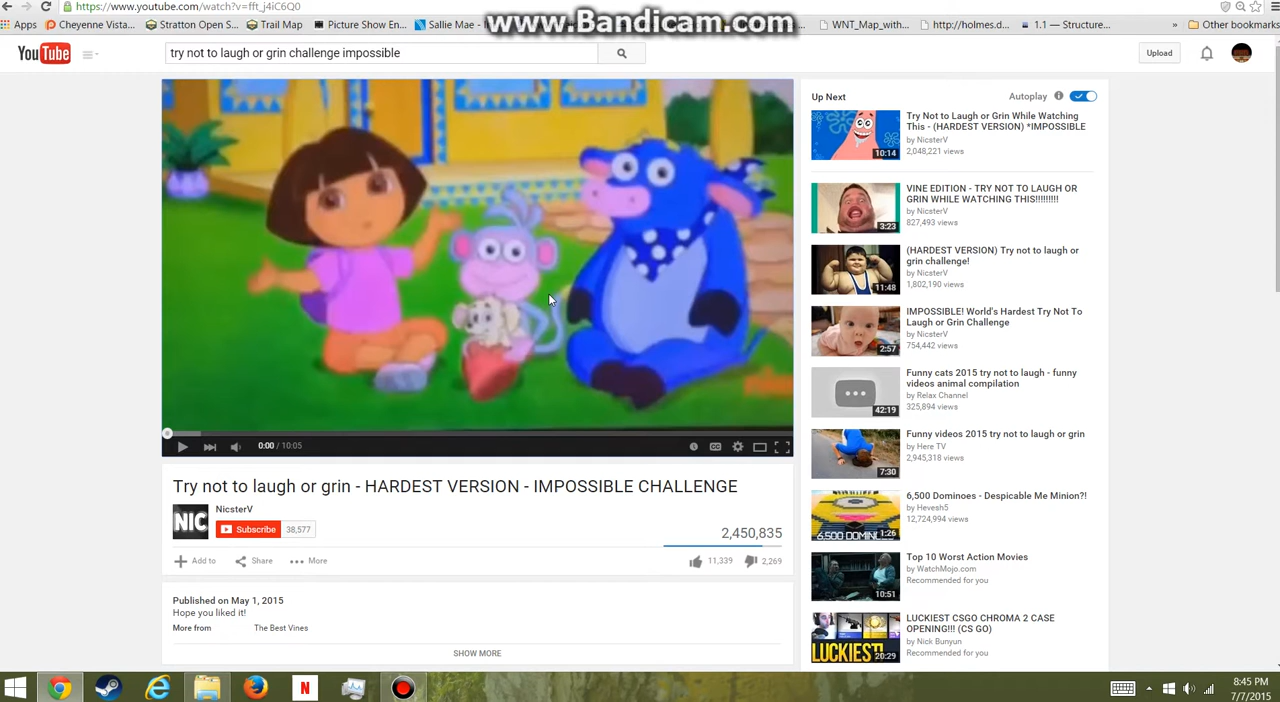 https://www.youtube.com/watch?v=fft_j4iC6Q0
www.Bandicam.com
Apps
Cheyenne Sky - Live
Picture Show Ent.
Trail Map
Sallie Mae -
WNT_Map_with...
http://holmes.d...
1.1 — Structure...
»
Other bookmarks
YouTube
try not to laugh or grin challenge impossible
Upload
0:00 / 10:05
CC
Try not to laugh or grin - HARDEST VERSION - IMPOSSIBLE CHALLENGE
NIC
NicsterV
Subscribe
38,577
2,450,835
Add to
Share
More
11,339
2,269
Published on May 1, 2015
Hope you liked it!
More from
The Best Vines
SHOW MORE
Up Next
Autoplay
10:14
Try Not to Laugh or Grin While Watching
This - (HARDEST VERSION) *IMPOSSIBLE
by NicsterV
2,048,221 views
3:23
VINE EDITION - TRY NOT TO LAUGH OR
GRIN WHILE WATCHING THIS!!!!!!!!!
by NicsterV
827,493 views
11:48
(HARDEST VERSION) Try not to laugh or
grin challenge!
by NicsterV
1,802,190 views
2:57
IMPOSSIBLE! World's Hardest Try Not To
Laugh or Grin Challenge
by NicsterV
754,442 views
42:19
Funny cats 2015 try not to laugh - funny
videos animal compilation
by Relax Channel
325,894 views
7:30
Funny videos 2015 try not to laugh or grin
by Here TV
2,945,318 views
6,500 DOMINOES
1:26
6,500 Dominoes - Despicable Me Minion?!
by Hevesh5
12,724,994 views
10:51
Top 10 Worst Action Movies
by WatchMojo.com
Recommended for you
LUCKIEST
20:29
LUCKIEST CSGO CHROMA 2 CASE
OPENING!!! (CS GO)
by Nick Bunyun
Recommended for you
N
8:45 PM
7/7/2015